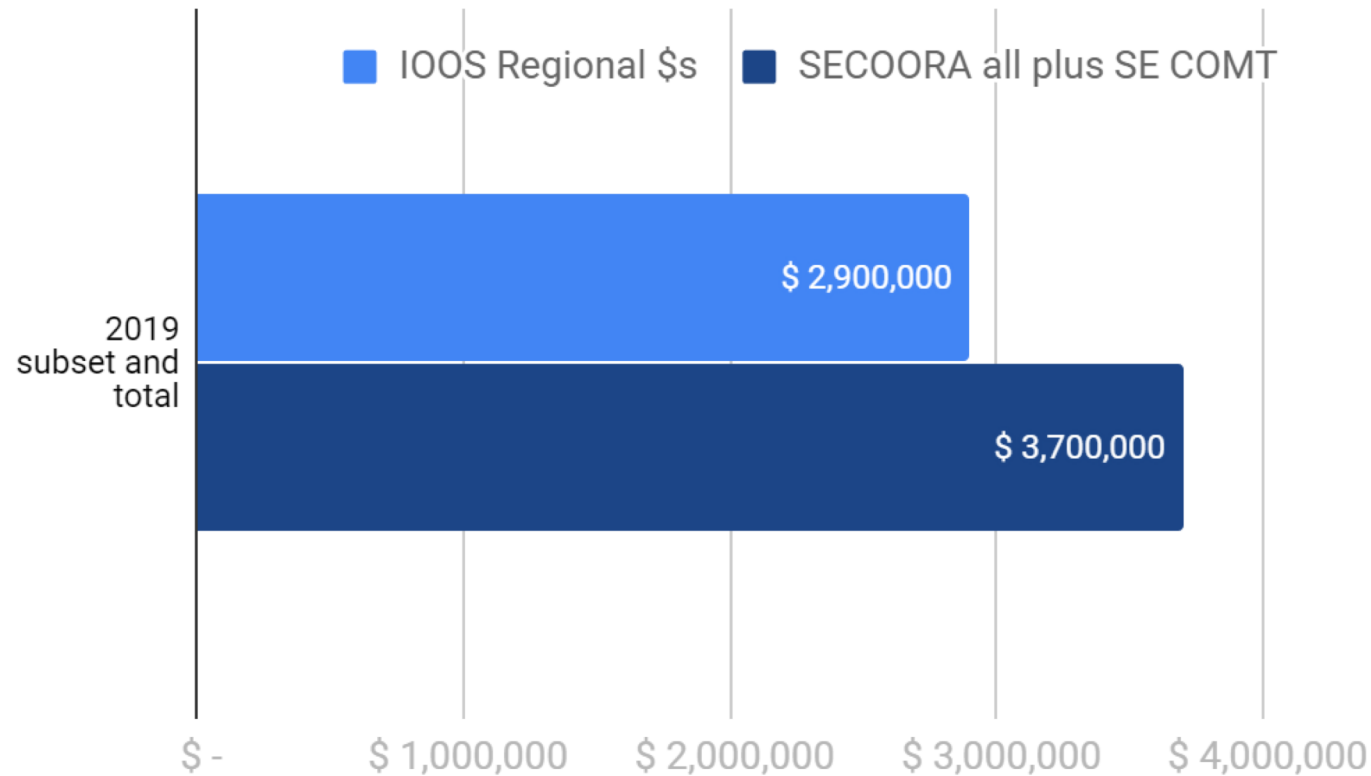 IOOS Regional $s SECOORA all plus SE COMT
$ 2,900,000
2019
subset and
total
$ 3,700,000
$ - $ 1,000,000 $ 2,000,000 $ 3,000,000 $ 4,000,000